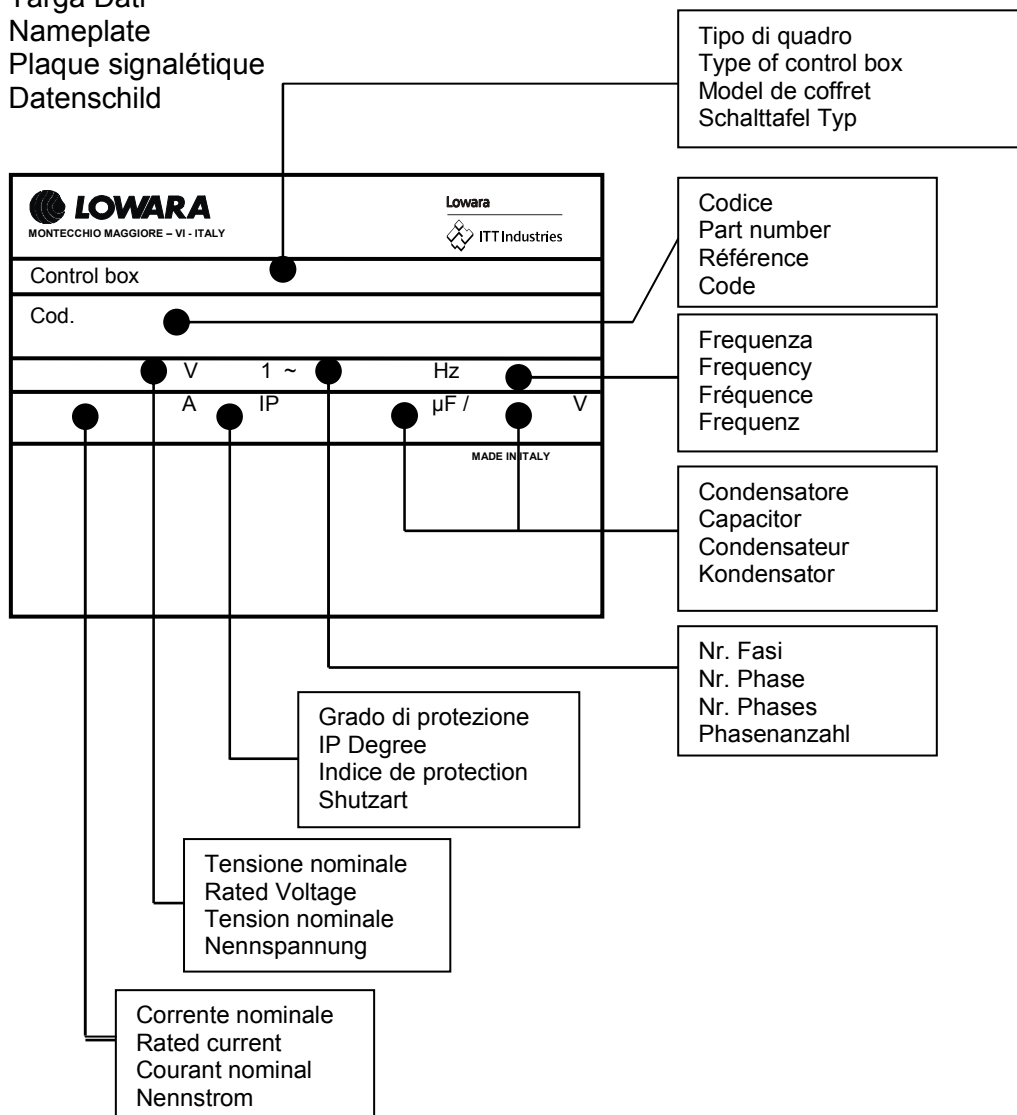 Targa Dati
Nameplate
Plaque signalétique
Datenschild
Tipo di quadro
Type of control box
Model de coffret
Schalttafel Typ
LOWARA
MONTECCHIO MAGGIORE – VI - ITALY
Lowara
ITT Industries
Control box
Cod.
V 1 ~ Hz
A IP µF / V
MADE IN ITALY
Codice
Part number
Référence
Code
Frequenza
Frequency
Fréquence
Frequenz
Condensatore
Capacitor
Condensateur
Kondensator
Nr. Fasi
Nr. Phase
Nr. Phases
Phasenanzahl
Grado di protezione
IP Degree
Indice de protection
Shutzart
Tensione nominale
Rated Voltage
Tension nominale
Nennspannung
Corrente nominale
Rated current
Courant nominal
Nennstrom